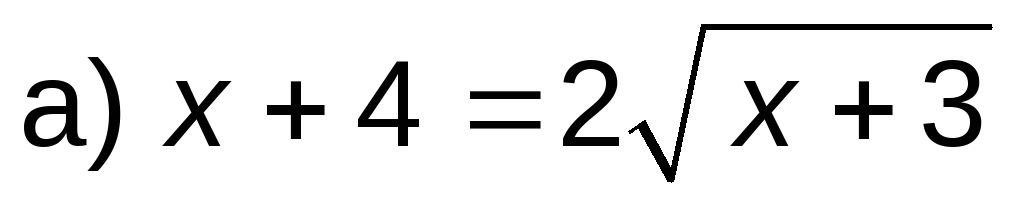 а) x + 4 = 2√x + 3